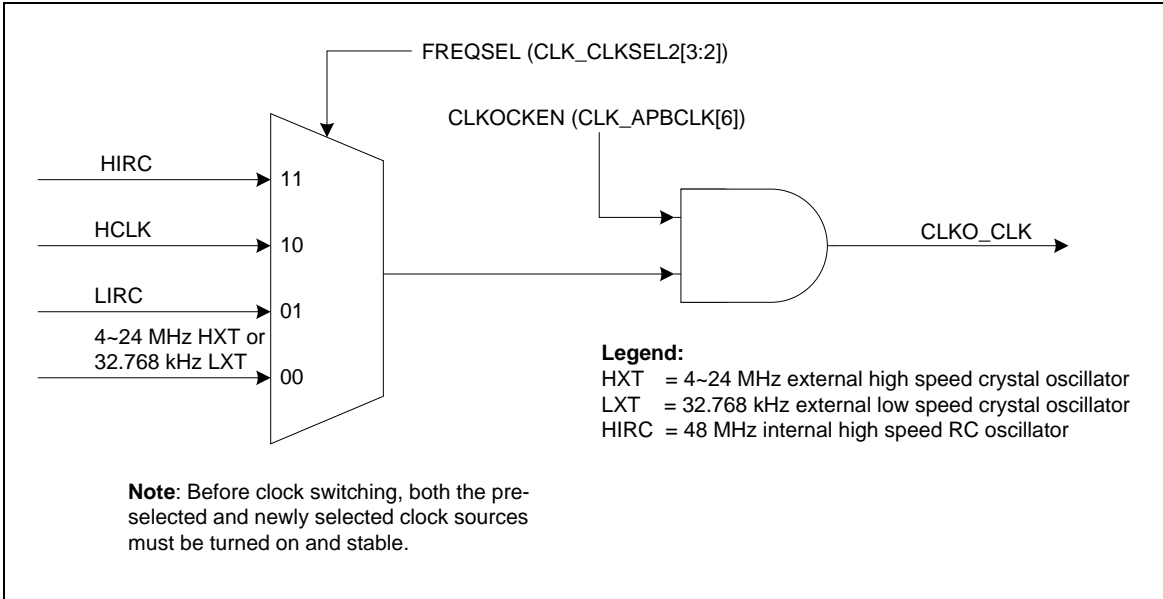 FREQSEL (CLK_CLKSEL2[3:2])
CLKOCKEN (CLK_APBCLK[6])
HIRC
11
HCLK
10
CLKO_CLK
LIRC
01
4~24 MHz HXT or
32.768 kHz LXT
00
Legend:
HXT = 4~24 MHz external high speed crystal oscillator
LXT = 32.768 kHz external low speed crystal oscillator
HIRC = 48 MHz internal high speed RC oscillator
Note: Before clock switching, both the pre-
selected and newly selected clock sources
must be turned on and stable.